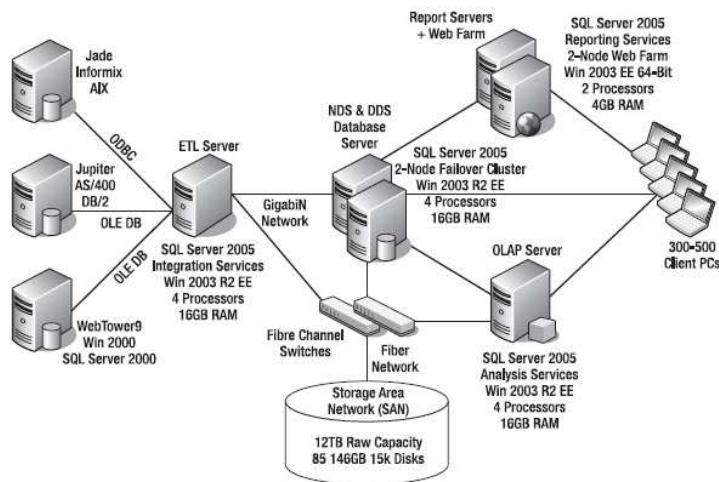 Jade
Informix
AIX
ODBC
Jupiter
AS/400
DB/2
OLE DB
OLE DB
WebTower9
Win 2000
SQL Server 2000
ETL Server
SQL Server 2005
Integration Services
Win 2003 R2 EE
4 Processors
16GB RAM
GigabiN
Network
NDS & DDS
Database
Server
SQL Server 2005
2-Node Failover Cluster
Win 2003 R2 EE
4 Processors
16GB RAM
Report Servers
+ Web Farm
SQL Server 2005
Reporting Services
2-Node Web Farm
Win 2003 EE 64-Bit
2 Processors
4GB RAM
300-500
Client PCs
OLAP Server
SQL Server 2005
Analysis Services
Win 2003 R2 EE
4 Processors
16GB RAM
Fibre Channel
Switches
Fiber
Network
Storage Area
Network (SAN)
12TB Raw Capacity
85 146GB 15k Disks